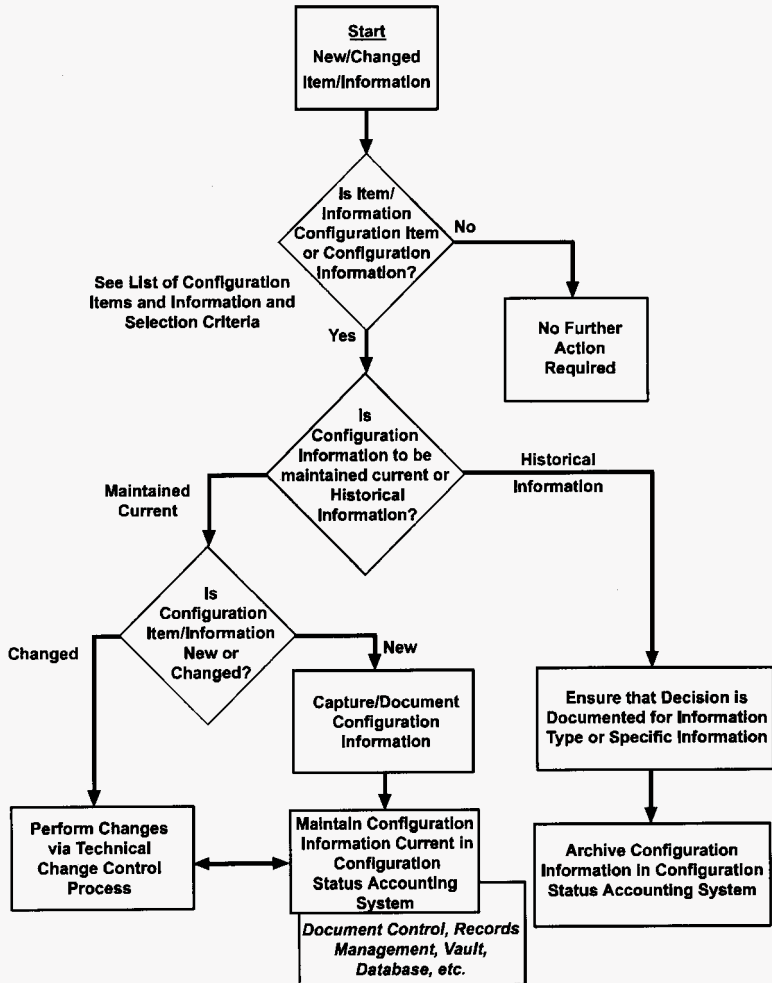 Start
New/Changed
Item/Information
Is Item/
Information
Configuration Item
or Configuration
Information?
No
See List of Configuration
Items and Information and
Selection Criteria
Yes
No Further
Action
Required
Is
Configuration
Information to be
maintained current or
Historical
Information?
Historical
Information
Maintained
Current
Is
Configuration
Item/Information
New or
Changed?
Changed
New
Capture/Document
Configuration
Information
Ensure that Decision is
Documented for Information
Type or Specific Information
Perform Changes
via Technical
Change Control
Process
Maintain Configuration
Information Current in
Configuration
Status Accounting
System
Archive Configuration
Information in Configuration
Status Accounting System
Document Control, Records
Management, Vault,
Database, etc.